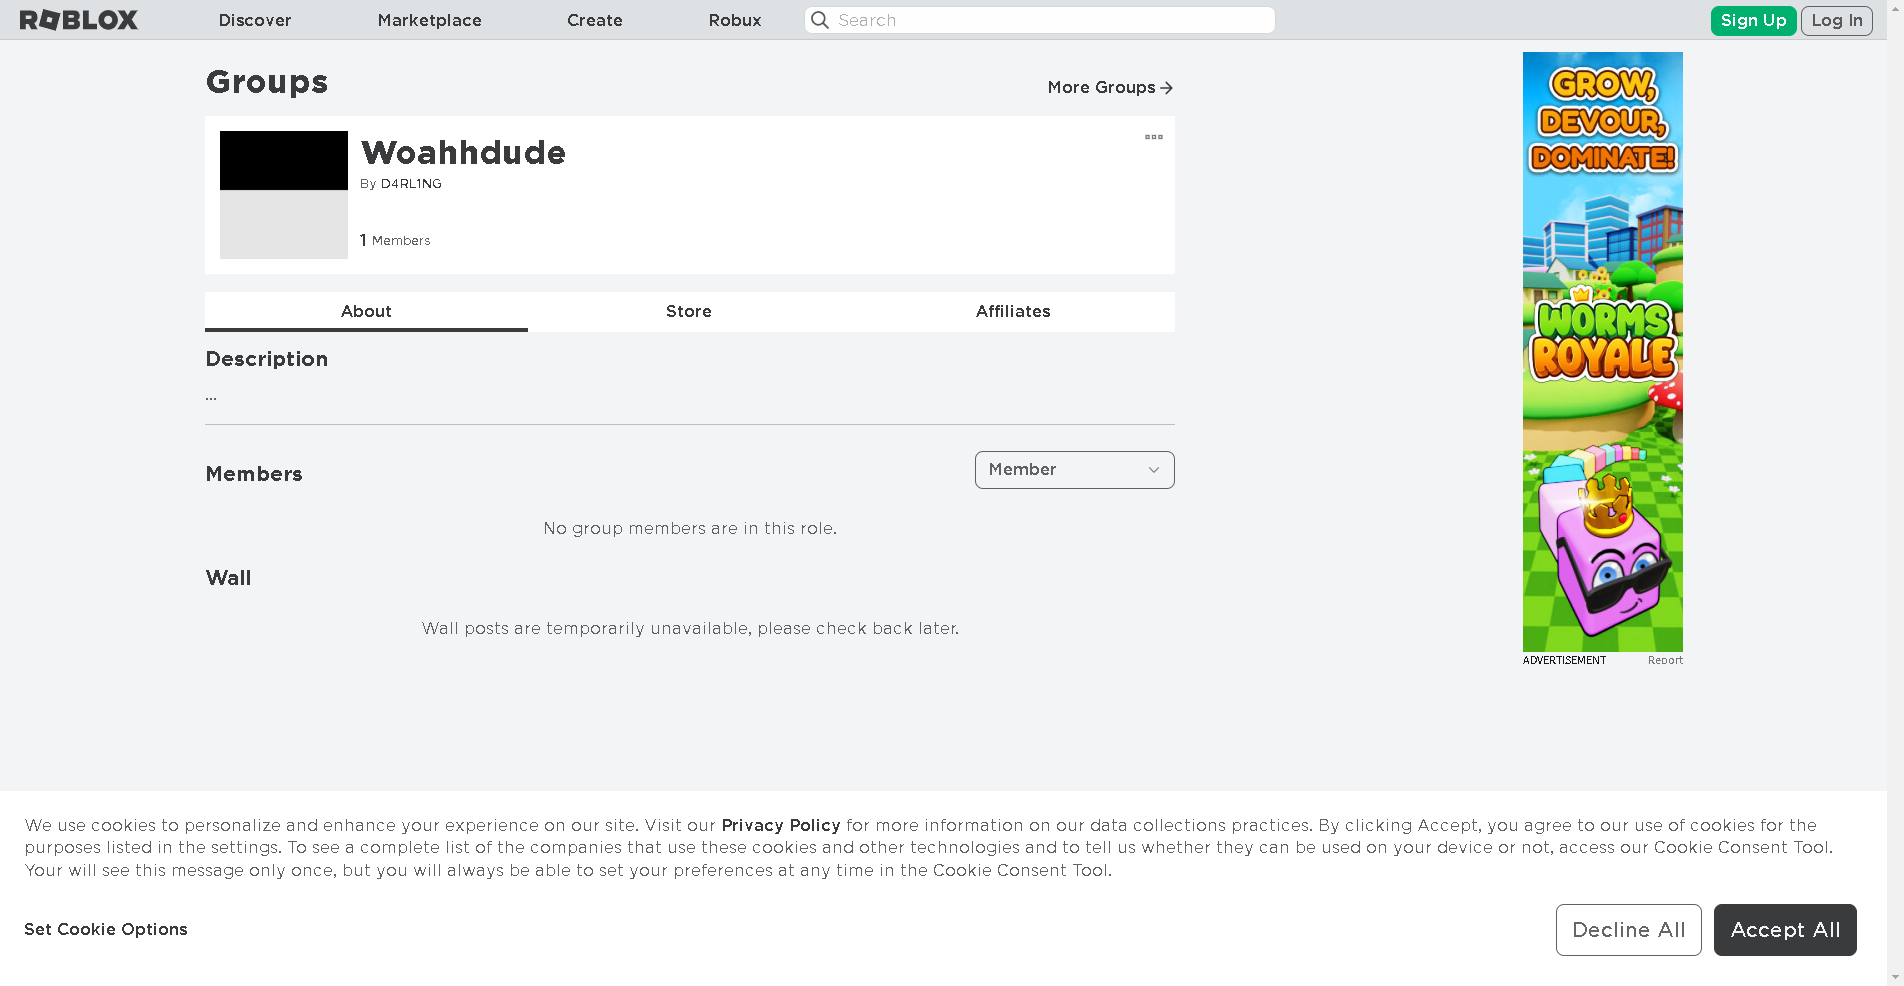 ROBLOX Discover Marketplace Create Robux Search Sign Up Log In
Groups
More Groups
Woahhdude
By D4RL1NG
1 Members
About Store Affiliates
Description
...
Members
Member
No group members are in this role.
Wall
Wall posts are temporarily unavailable, please check back later.
GROW,
DEVOUR,
DOMINATE!
WORMS
ROYALE
ADVERTISEMENT Report
We use cookies to personalize and enhance your experience on our site. Visit our Privacy Policy for more information on our data collections practices. By clicking Accept, you agree to our use of cookies for the
purposes listed in the settings. To see a complete list of the companies that use these cookies and other technologies and to tell us whether they can be used on your device or not, access our Cookie Consent Tool.
Your will see this message only once, but you will always be able to set your preferences at any time in the Cookie Consent Tool.
Set Cookie Options
Decline All Accept All